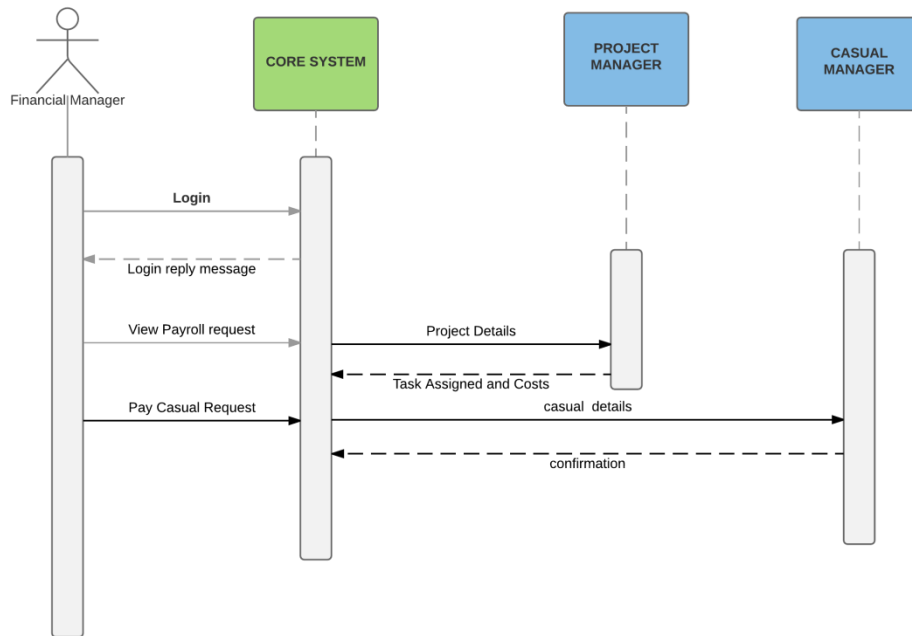 Financial Manager
CORE SYSTEM
PROJECT
MANAGER
CASUAL
MANAGER
Login
Login reply message
View Payroll request
Project Details
Task Assigned and Costs
Pay Casual Request
casual details
confirmation